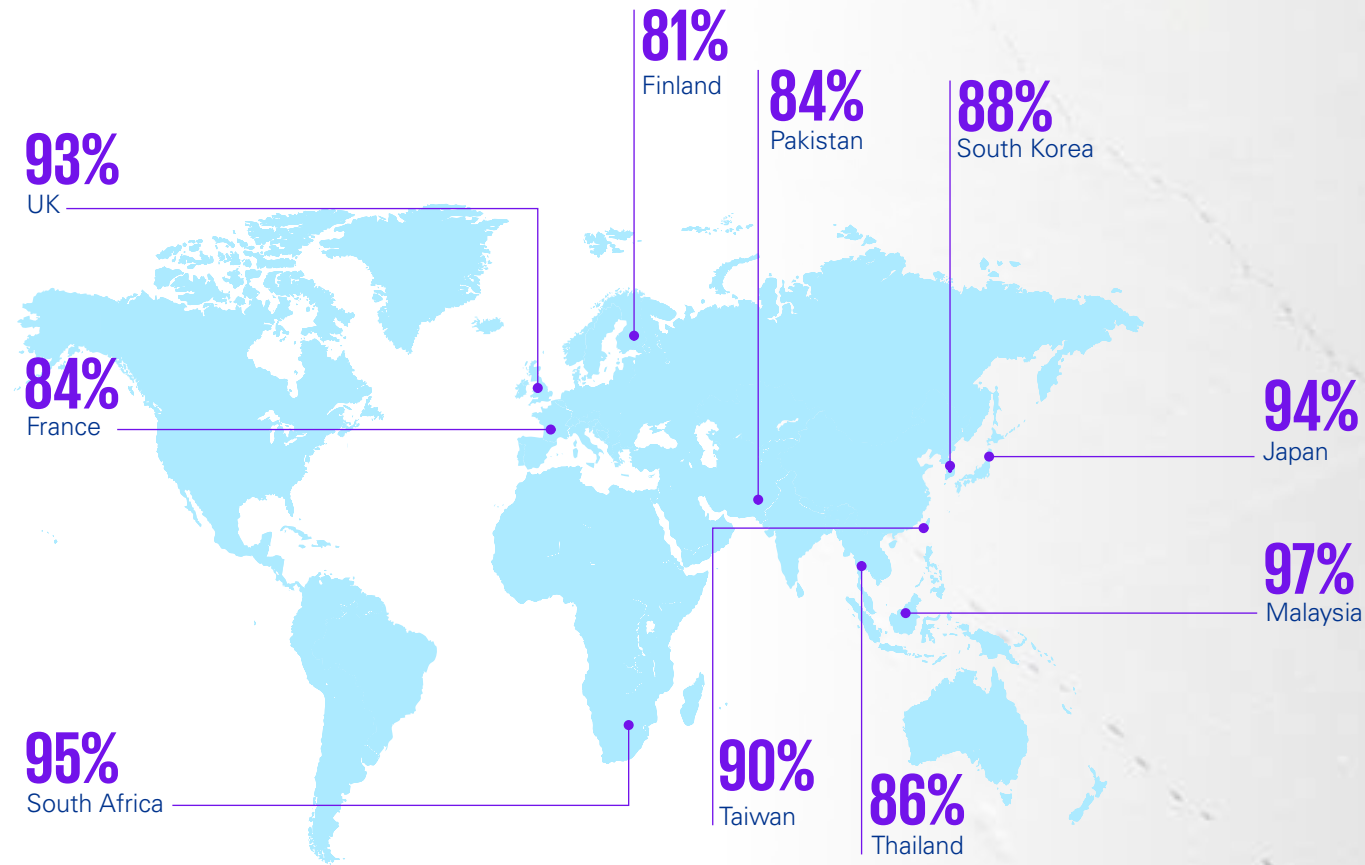 81%
Finland
84%
Pakistan
88%
South Korea
93%
UK
84%
France
94%
Japan
97%
Malaysia
95%
South Africa
90%
Taiwan
86%
Thailand